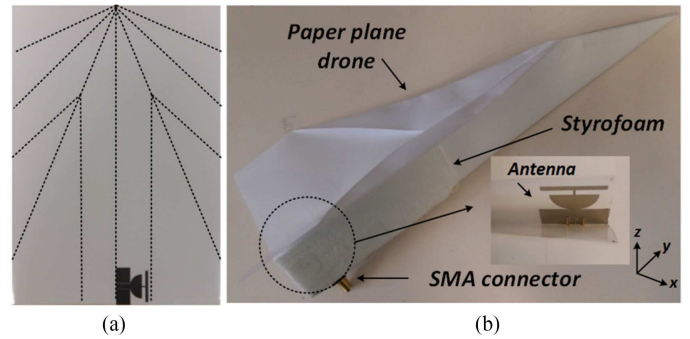 Paper plane
drone
Styrofoam
Antenna
SMA connector
z
y
x
(a)
(b)